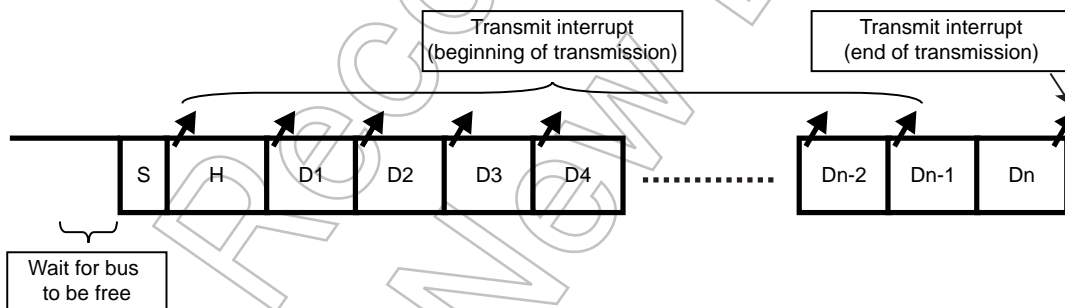 Transmit interrupt
(beginning of transmission)
Transmit interrupt
(end of transmission)
S H D1 D2 D3 D4 Dn-2 Dn-1 Dn
Wait for bus
to be free